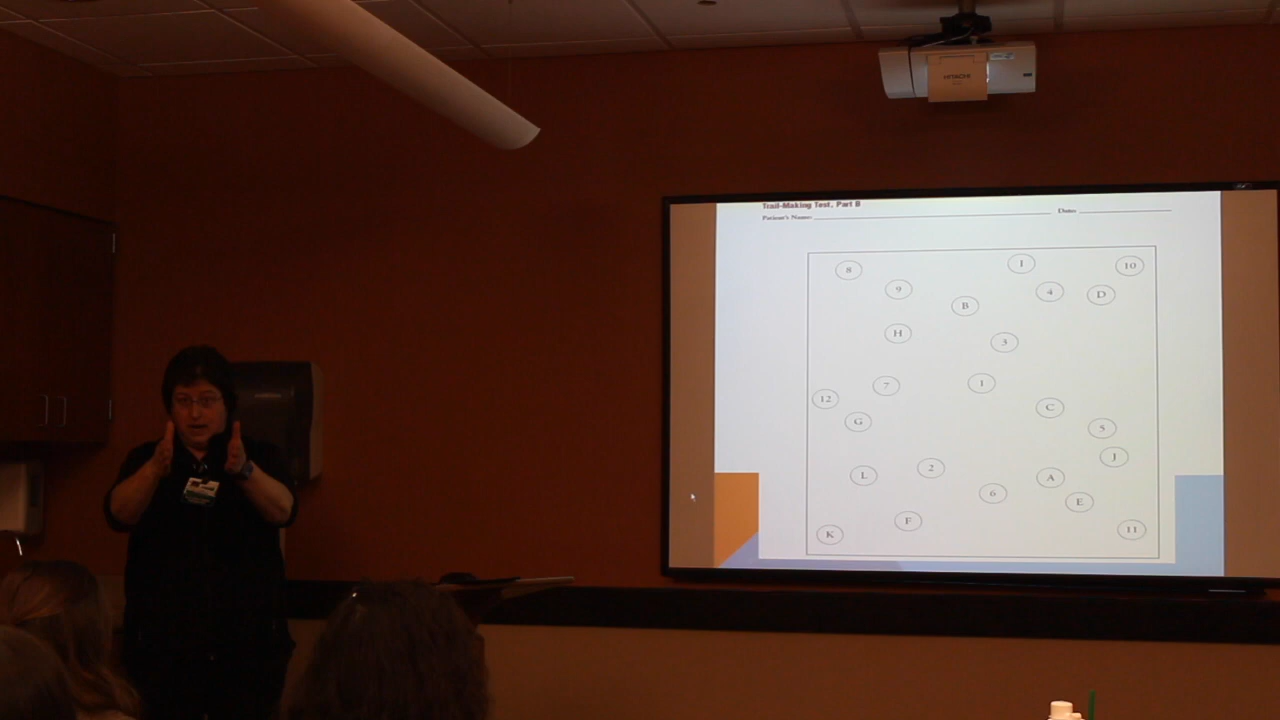 HITACHI
Trail-Making Test, Part B
Patient's Name: Date:
8 I 10
9 4 D
B
H 3
7 1
12 C
G 5
J
L 2 A
6 E
F
K 11